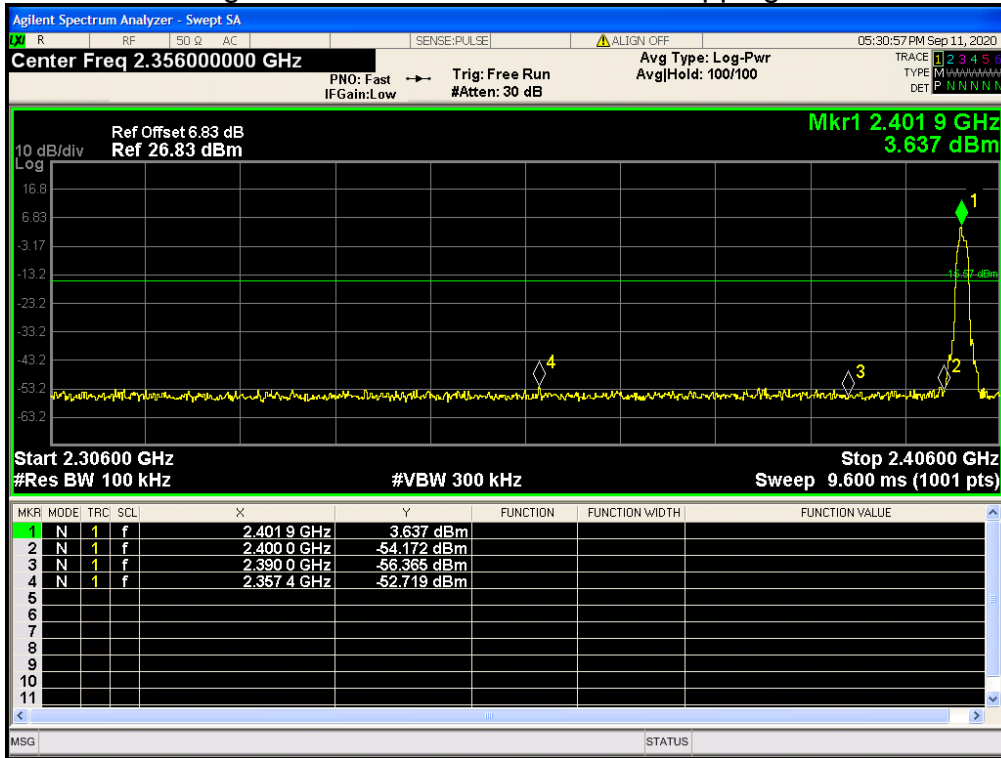 Agilent Spectrum Analyzer - Swept SA
LXI R RF 50 Ω AC SENSE:PULSE ALIGN OFF 05:30:57 PM Sep 11, 2020
Center Freq 2.356000000 GHz
PNO: Fast
IFGain:Low
Trig: Free Run
#Atten: 30 dB
Avg Type: Log-Pwr
Avg|Hold: 100/100
TRACE 1 2 3 4 5 6
TYPE M
DET P N N N N N
Mkr1 2.401 9 GHz
3.637 dBm
Ref Offset 6.83 dB
10 dB/div Ref 26.83 dBm
Log
16.8
6.83
-3.17
-13.2
-23.2
-33.2
-43.2
-53.2
-63.2
1
4
3
2
Start 2.30600 GHz Stop 2.40600 GHz
#Res BW 100 kHz #VBW 300 kHz Sweep 9.600 ms (1001 pts)
MKR MODE TRC SCL X Y FUNCTION FUNCTION WIDTH FUNCTION VALUE
1 N 1 f 2.401 9 GHz 3.637 dBm
2 N 1 f 2.400 0 GHz -54.172 dBm
3 N 1 f 2.390 0 GHz -56.365 dBm
4 N 1 f 2.357 4 GHz -52.719 dBm
5
6
7
8
9
10
11
MSG STATUS